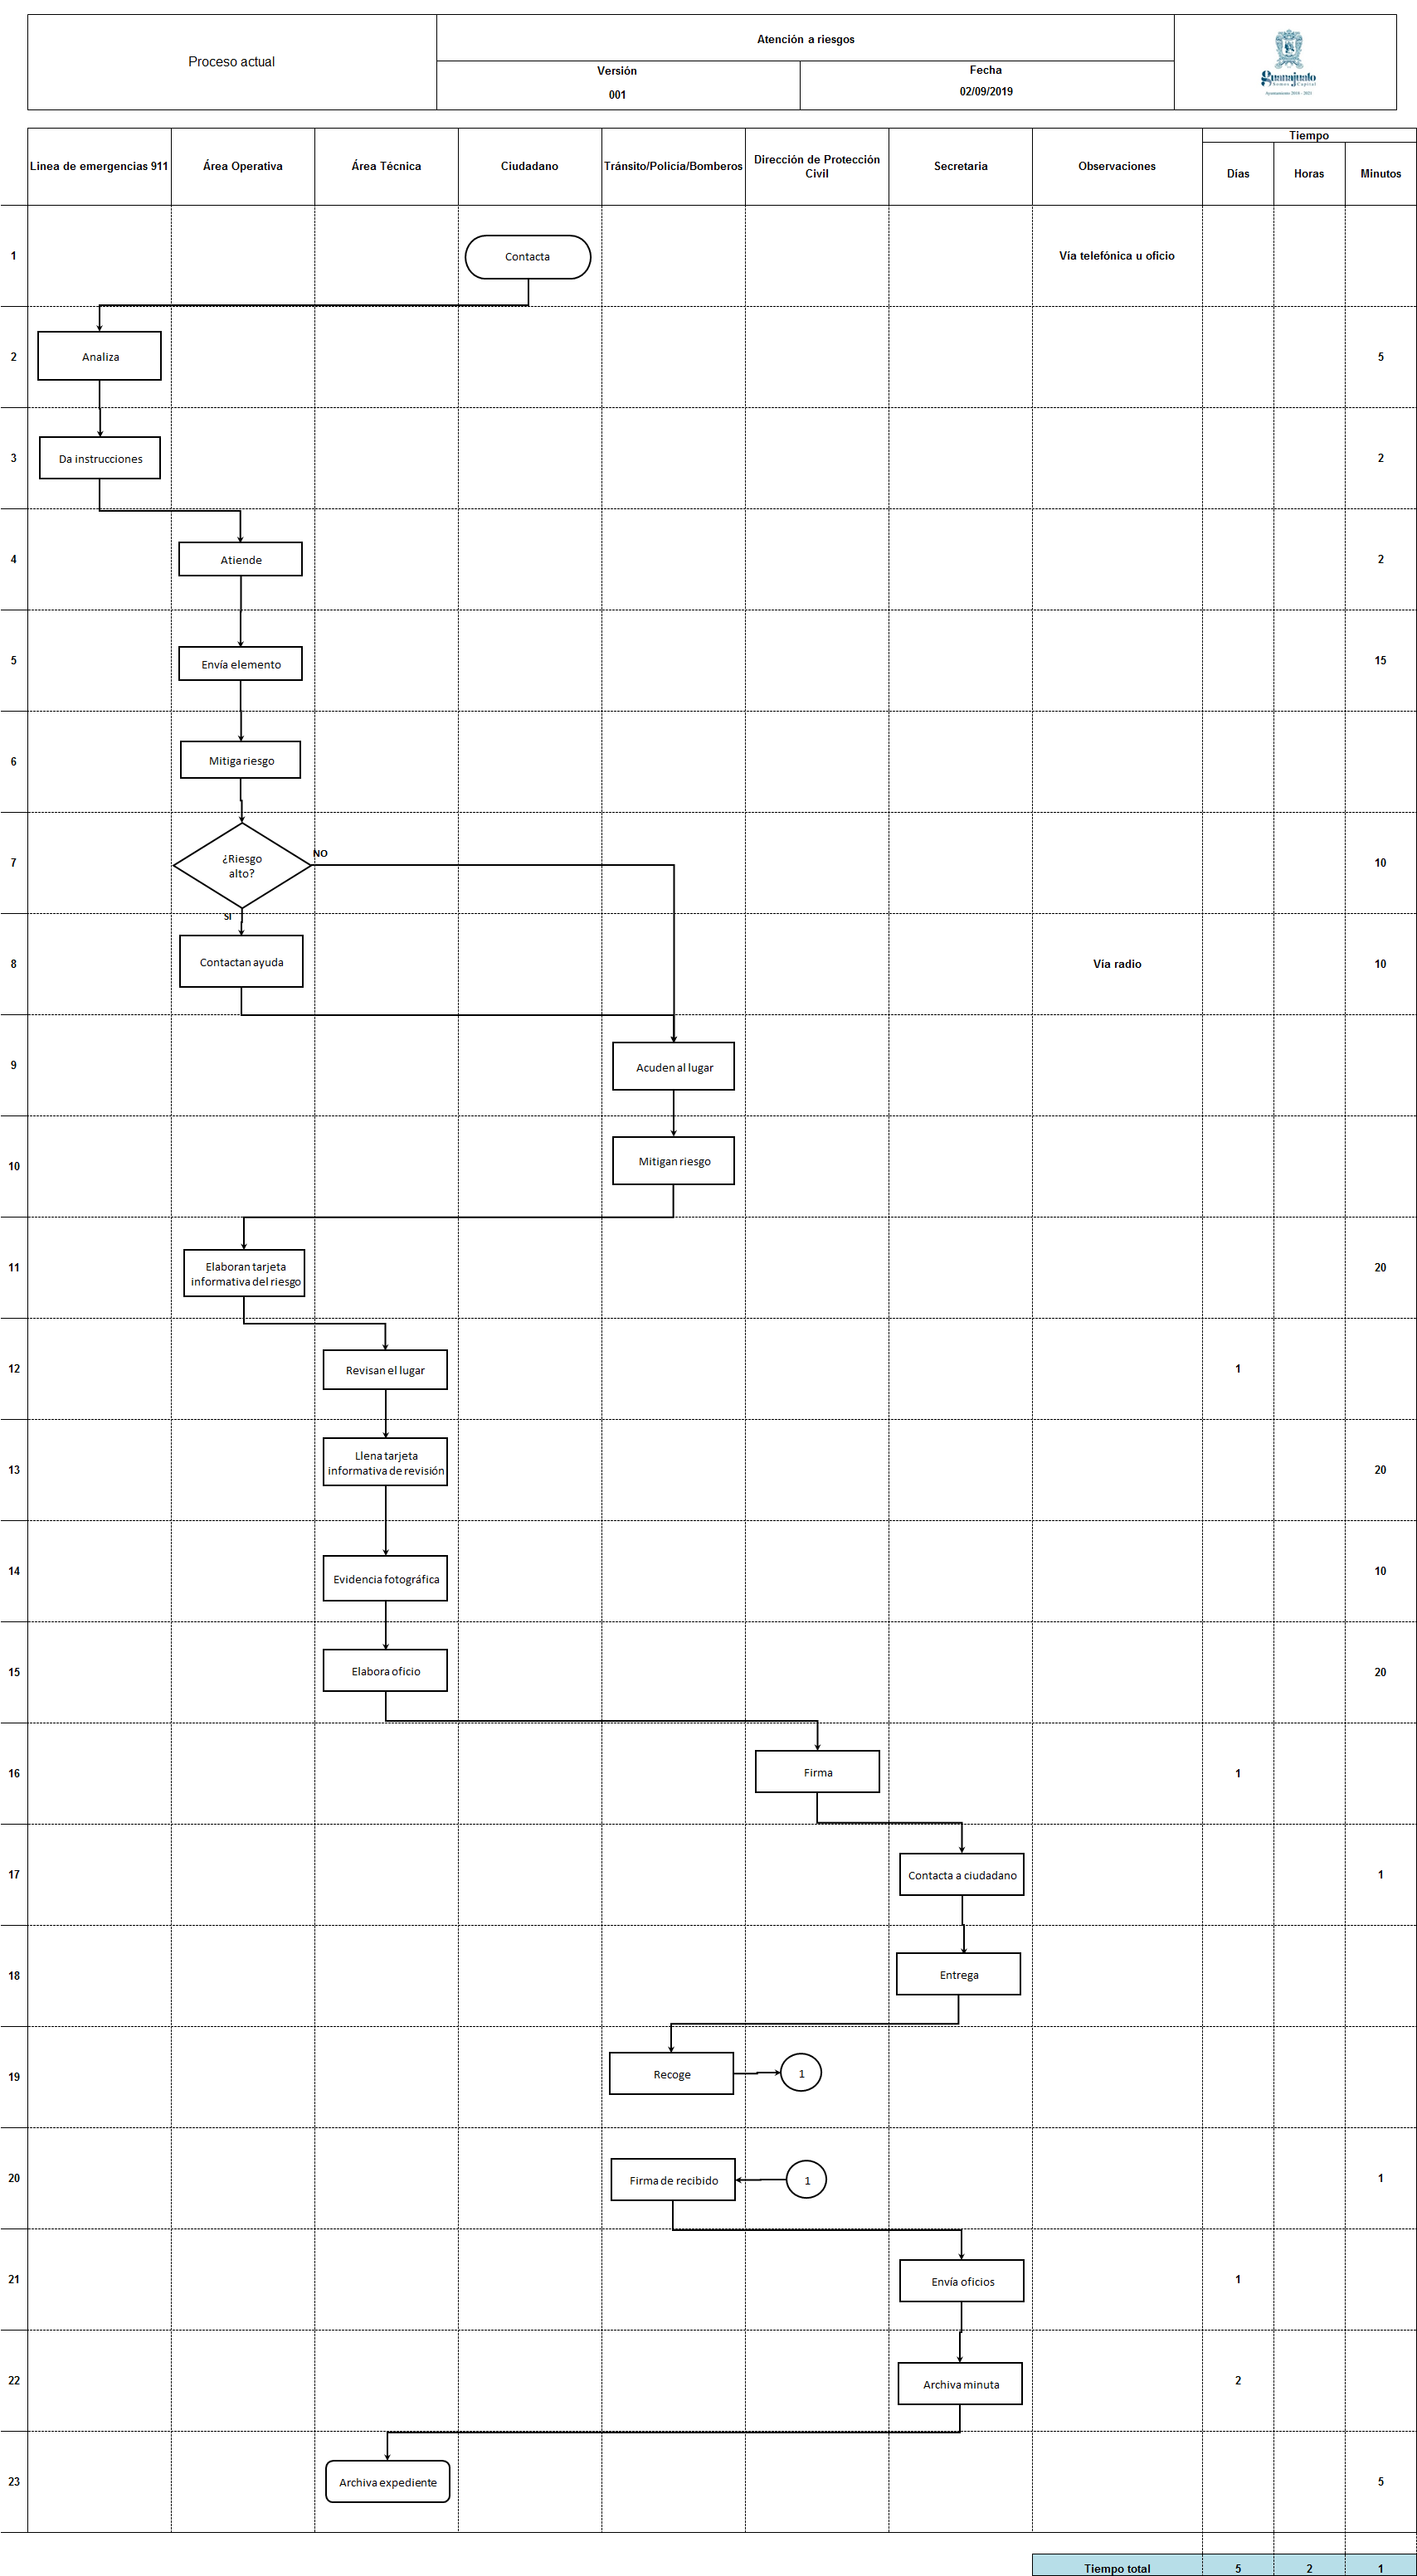 Proceso actual
Atención a riesgos
Versión
001
Fecha
02/09/2019
Guanajuato
Somos Capital
Ayuntamiento 2018 - 2021
Linea de emergencias 911
Área Operativa
Área Técnica
Ciudadano
Tránsito/Policía/Bomberos
Dirección de Protección
Civil
Secretaria
Observaciones
Tiempo
Días
Horas
Minutos
1
Contacta
Vía telefónica u oficio
2
Analiza
5
3
Da instrucciones
2
4
Atiende
2
5
Envía elemento
15
6
Mitiga riesgo
7
¿Riesgo
alto?
NO
10
SI
8
Contactan ayuda
Vía radio
10
9
Acuden al lugar
10
Mitigan riesgo
11
Elaboran tarjeta
informativa del riesgo
20
12
Revisan el lugar
1
13
Llena tarjeta
informativa de revisión
20
14
Evidencia fotográfica
10
15
Elabora oficio
20
16
Firma
1
17
Contacta a ciudadano
1
18
Entrega
19
Recoge
1
20
Firma de recibido
1
1
21
Envía oficios
1
22
Archiva minuta
2
23
Archiva expediente
5
Tiempo total
5
2
1